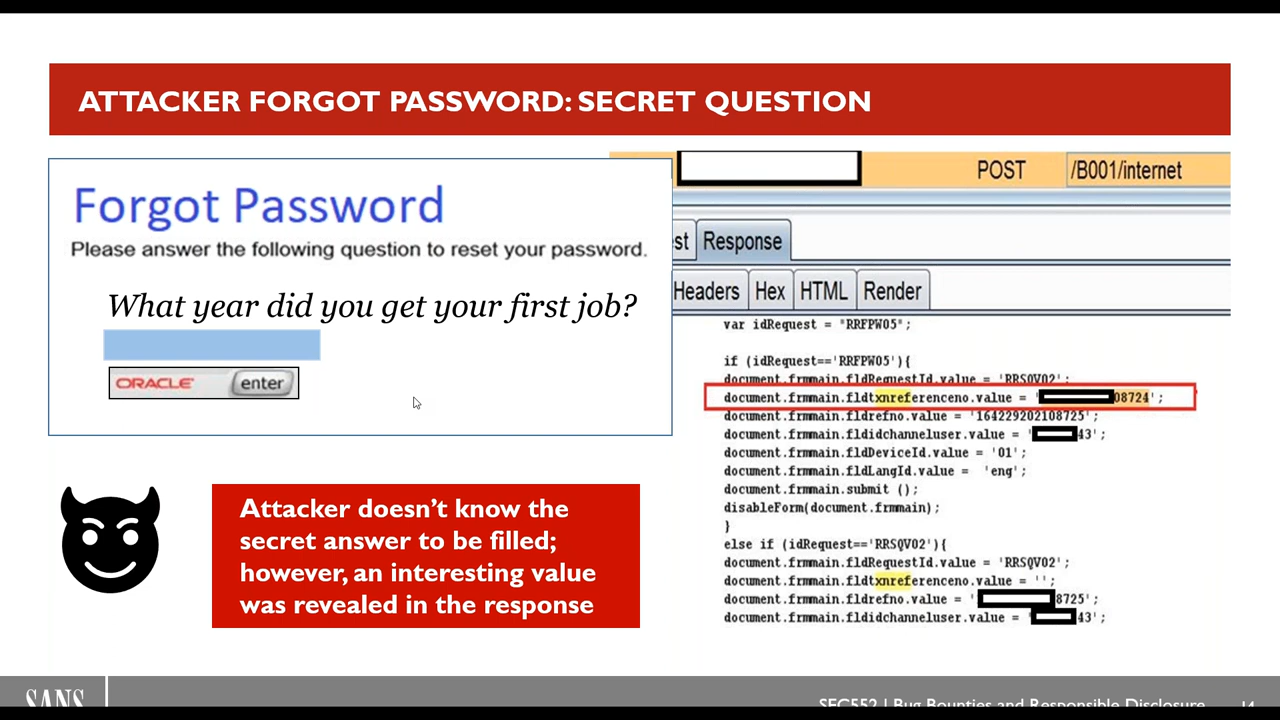 ATTACKER FORGOT PASSWORD: SECRET QUESTION
Forgot Password
Please answer the following question to reset your password.
What year did you get your first job?
ORACLE enter
POST /B001/internet
est Response
Headers Hex HTML Render
var idRequest = "RRFPW05";
if (idRequest=='RRFPW05'){
document.frmmain.fldRequestId.value = 'RRSQV02';
document.frmmain.fldtxnreferenceno.value = '08724';
document.frmmain.fldrefno.value = '164229202108725';
document.frmmain.fldidchanneluser.value = '43';
document.frmmain.fldDeviceId.value = '01';
document.frmmain.fldLangId.value = 'eng';
document.frmmain.submit ();
disableForm(document.frmmain);
}
else if (idRequest=='RRSQV02'){
document.frmmain.fldRequestId.value = 'RRSQV02';
document.frmmain.fldtxnreferenceno.value = '';
document.frmmain.fldrefno.value = '8725';
document.frmmain.fldidchanneluser.value = '43';
Attacker doesn't know the
secret answer to be filled;
however, an interesting value
was revealed in the response
SANS
SEC552 | Bug Bounties and Responsible Disclosure 14